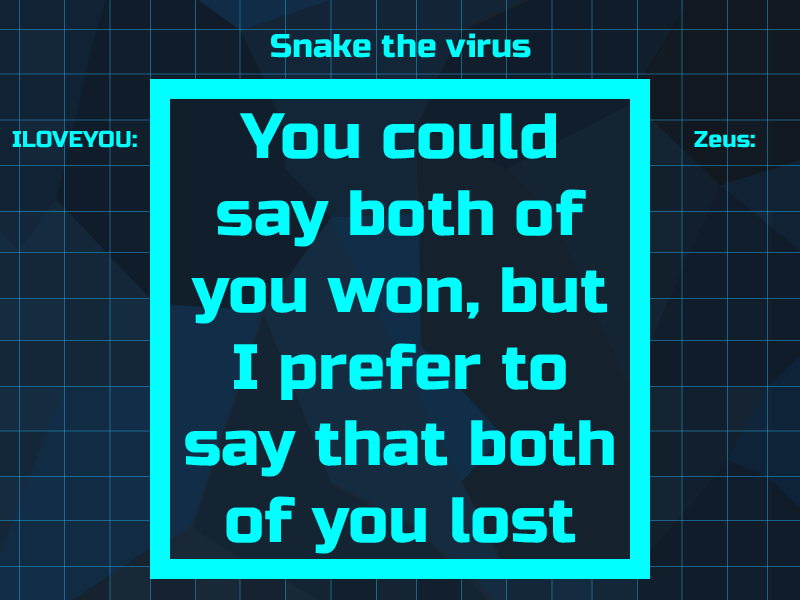 Snake the virus
ILOVEYOU:
Zeus:
You could
say both of
you won, but
I prefer to
say that both
of you lost